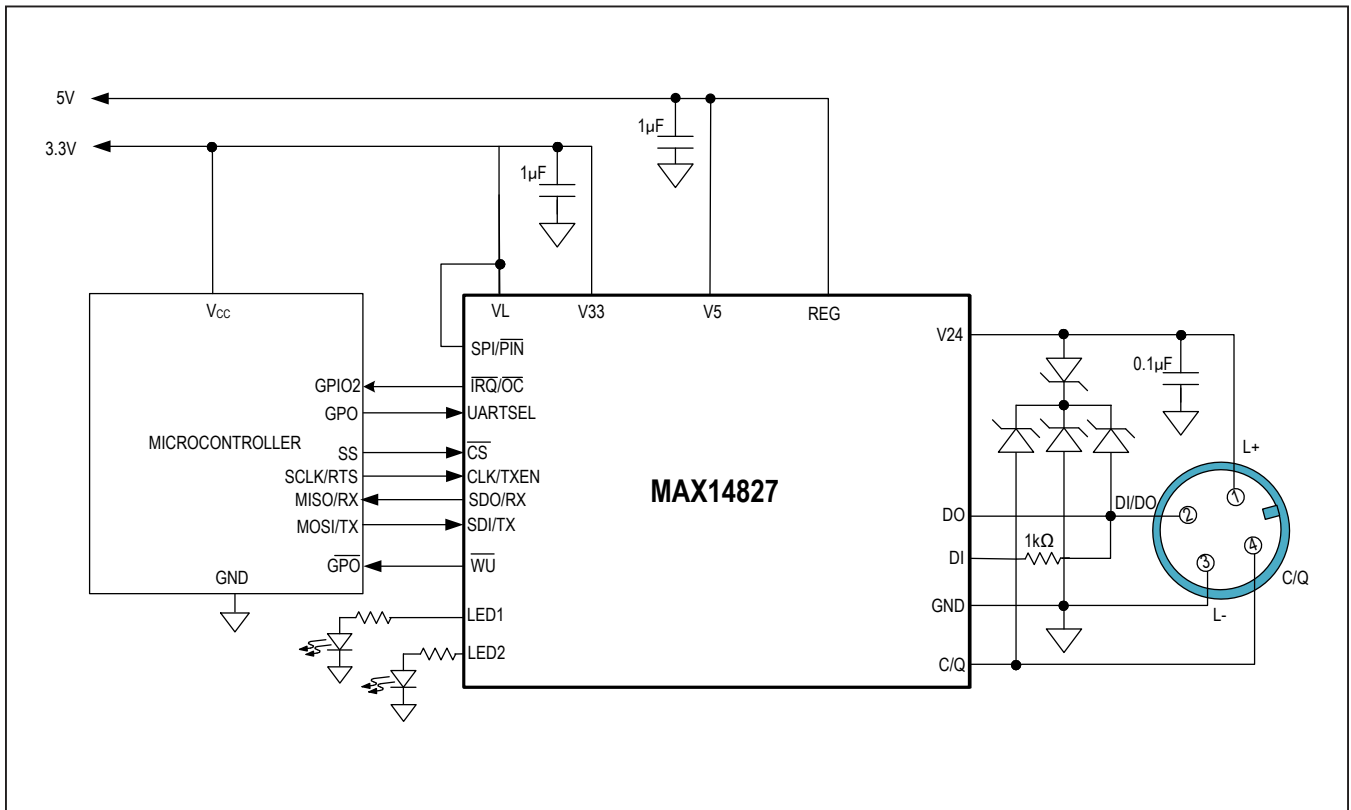 5V
3.3V
1µF
1µF
VCC
VL
V33
V5
REG
V24
SPI/PIN
GPIO2
IRQ/OC
GPO
UARTSEL
MICROCONTROLLER
SS
CS
SCLK/RTS
CLK/TXEN
MISO/RX
SDO/RX
MOSI/TX
SDI/TX
GPO
WU
GND
LED1
LED2
MAX14827
0.1µF
L+
1
DI/DO
DO
2
1kΩ
DI
4
3
C/Q
GND
L-
C/Q